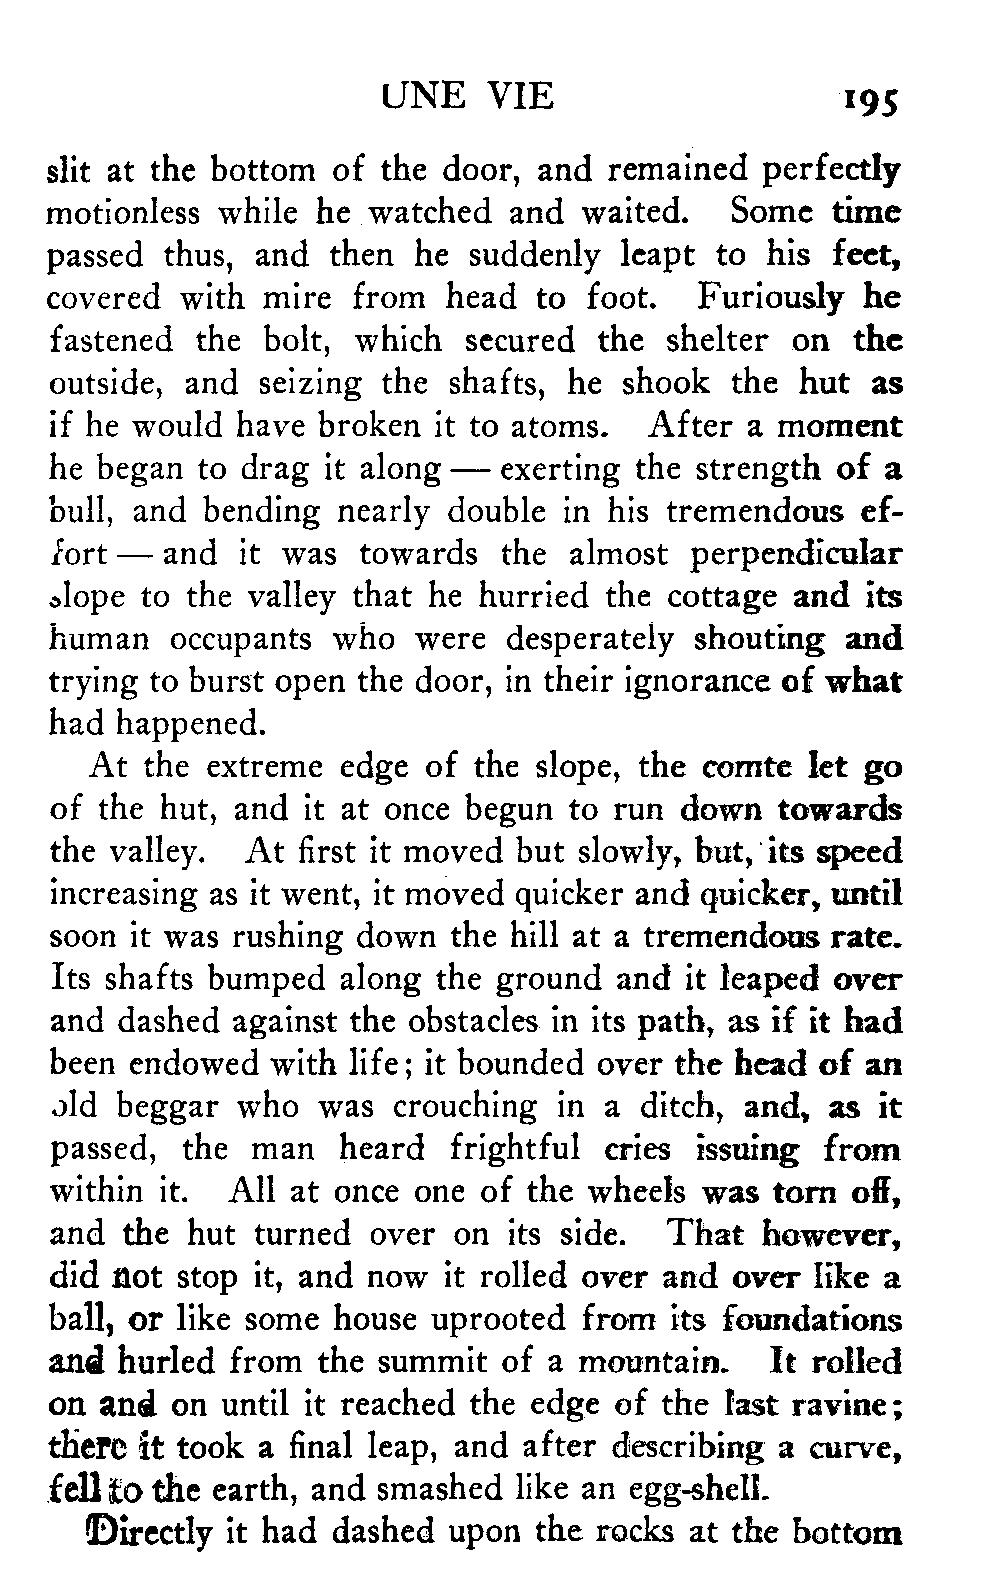 UNE VIE 195
slit at the bottom of the door, and remained perfectly
motionless while he watched and waited. Some time
passed thus, and then he suddenly leapt to his feet,
covered with mire from head to foot. Furiously he
fastened the bolt, which secured the shelter on the
outside, and seizing the shafts, he shook the hut as
if he would have broken it to atoms. After a moment
he began to drag it along — exerting the strength of a
bull, and bending nearly double in his tremendous ef-
fort — and it was towards the almost perpendicular
slope to the valley that he hurried the cottage and its
human occupants who were desperately shouting and
trying to burst open the door, in their ignorance of what
had happened.
At the extreme edge of the slope, the comte let go
of the hut, and it at once begun to run down towards
the valley. At first it moved but slowly, but, its speed
increasing as it went, it moved quicker and quicker, until
soon it was rushing down the hill at a tremendous rate.
Its shafts bumped along the ground and it leaped over
and dashed against the obstacles in its path, as if it had
been endowed with life; it bounded over the head of an
old beggar who was crouching in a ditch, and, as it
passed, the man heard frightful cries issuing from
within it. All at once one of the wheels was torn off,
and the hut turned over on its side. That however,
did not stop it, and now it rolled over and over like a
ball, or like some house uprooted from its foundations
and hurled from the summit of a mountain. It rolled
on and on until it reached the edge of the last ravine;
there it took a final leap, and after describing a curve,
fell to the earth, and smashed like an egg-shell.
Directly it had dashed upon the rocks at the bottom